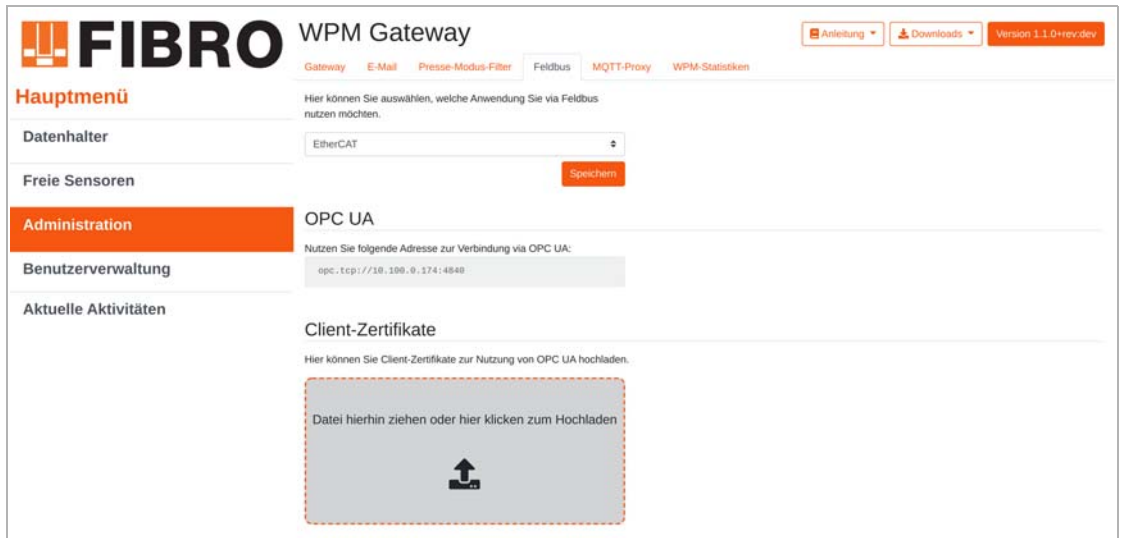 FIBRO
WPM Gateway
Anleitung
Downloads
Version 1.1.0+rev:dev
Gateway
E-Mail
Presse-Modus-Filter
Feldbus
MQTT-Proxy
WPM-Statistiken
Hauptmenü
Datenhalter
Freie Sensoren
Administration
Benutzerverwaltung
Aktuelle Aktivitäten
Hier können Sie auswählen, welche Anwendung Sie via Feldbus
nutzen möchten.
EtherCAT
Speichern
OPC UA
Nutzen Sie folgende Adresse zur Verbindung via OPC UA:
opc.tcp://10.100.0.174:4840
Client-Zertifikate
Hier können Sie Client-Zertifikate zur Nutzung von OPC UA hochladen.
Datei hierhin ziehen oder hier klicken zum Hochladen